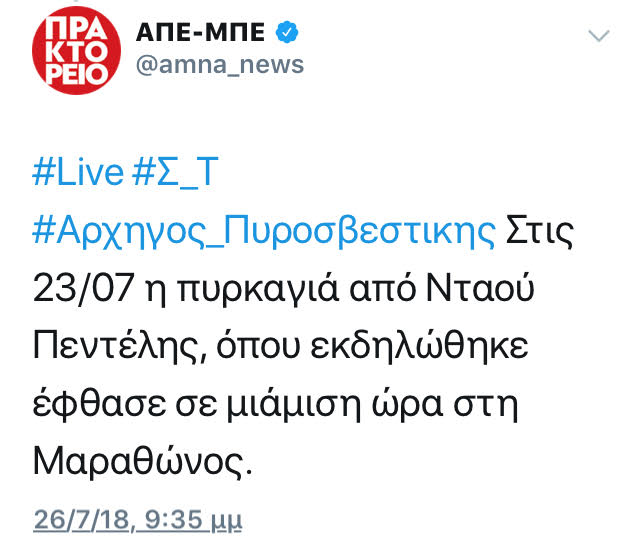 ΠΡΑ
ΚΤΟ
ΡΕΙΟ
ΑΠΕ-ΜΠΕ
@amna_news
#Live #Σ_Τ
#Αρχηγος_Πυροσβεστικης Στις
23/07 η πυρκαγιά από Νταού
Πεντέλης, όπου εκδηλώθηκε
έφθασε σε μιάμιση ώρα στη
Μαραθώνος.
26/7/18, 9:35 μμ